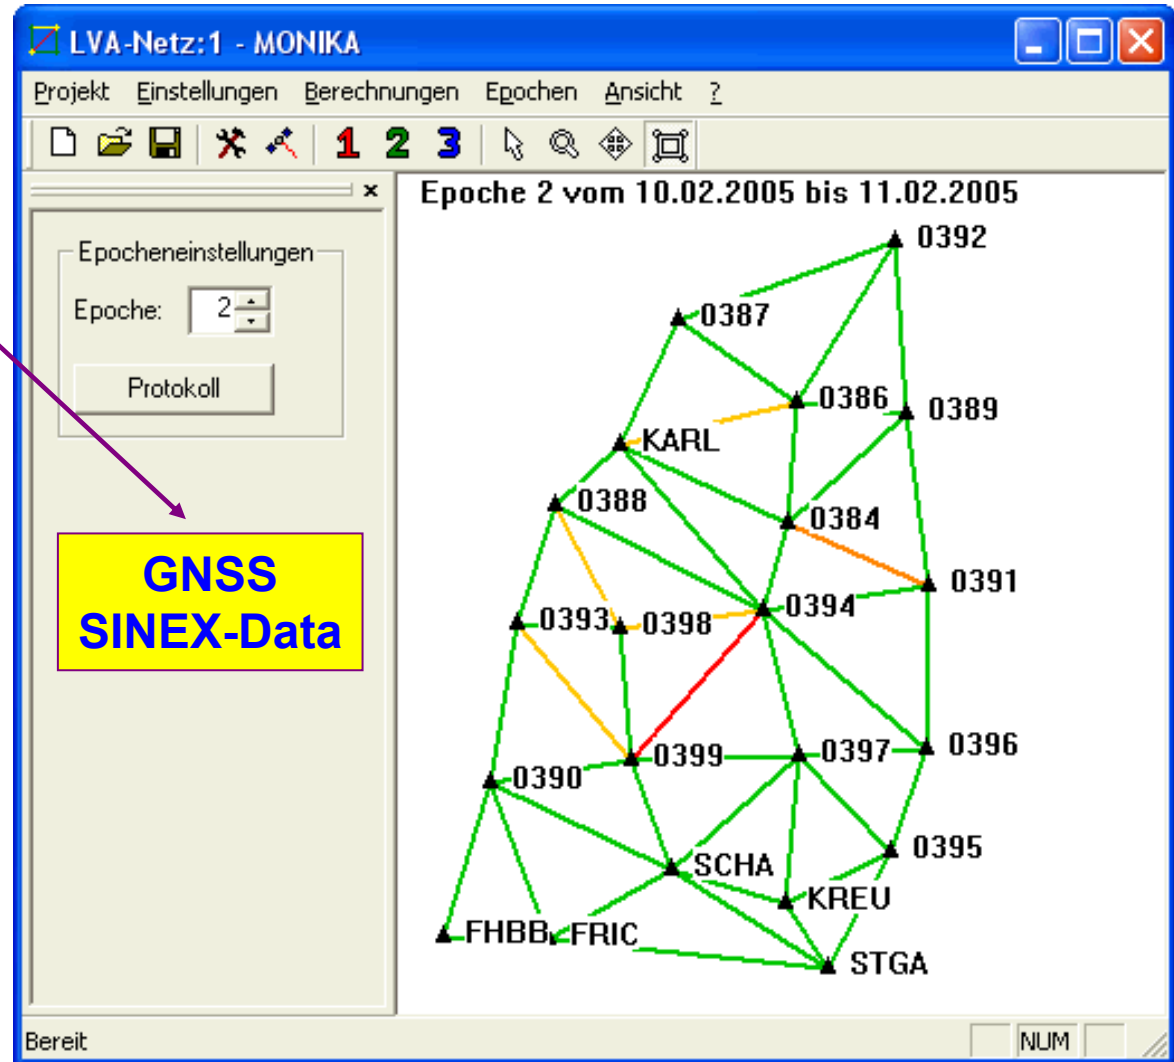 LVA-Netz:1 - MONIKA
Projekt Einstellungen Berechnungen Epochen Ansicht ?
1 2 3
Epoche 2 vom 10.02.2005 bis 11.02.2005
Epocheneinstellungen
Epoche: 2
Protokoll
GNSS
SINEX-Data
0392
0387
0386
0389
KARL
0388
0384
0391
0394
0393
0398
0399
0397
0396
0390
0395
SCHA
KREU
FHBB
FRIC
STGA
Bereit
NUM